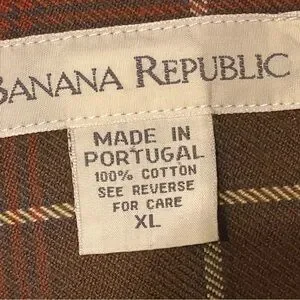 BANANA REPUBLIC
MADE IN
PORTUGAL
100% COTTON
SEE REVERSE
FOR CARE
XL